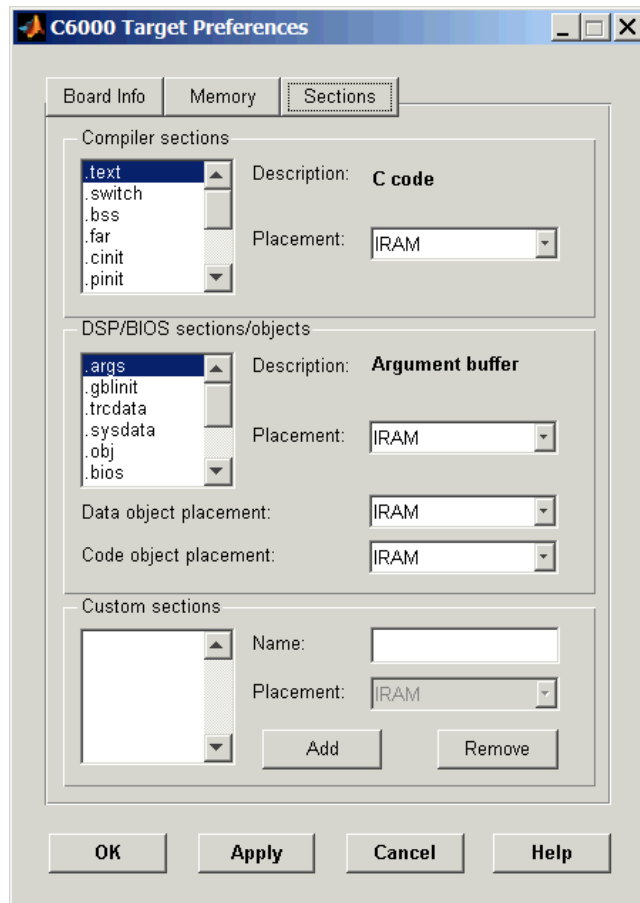 C6000 Target Preferences
Board Info Memory Sections
Compiler sections
.text
.switch
.bss
.far
.cinit
.pinit
Description: C code
Placement: IRAM
DSP/BIOS sections/objects
.args
.gblinit
.trcdata
.sysdata
.obj
.bios
Description: Argument buffer
Placement: IRAM
Data object placement: IRAM
Code object placement: IRAM
Custom sections
Name:
Placement: IRAM
Add Remove
OK Apply Cancel Help